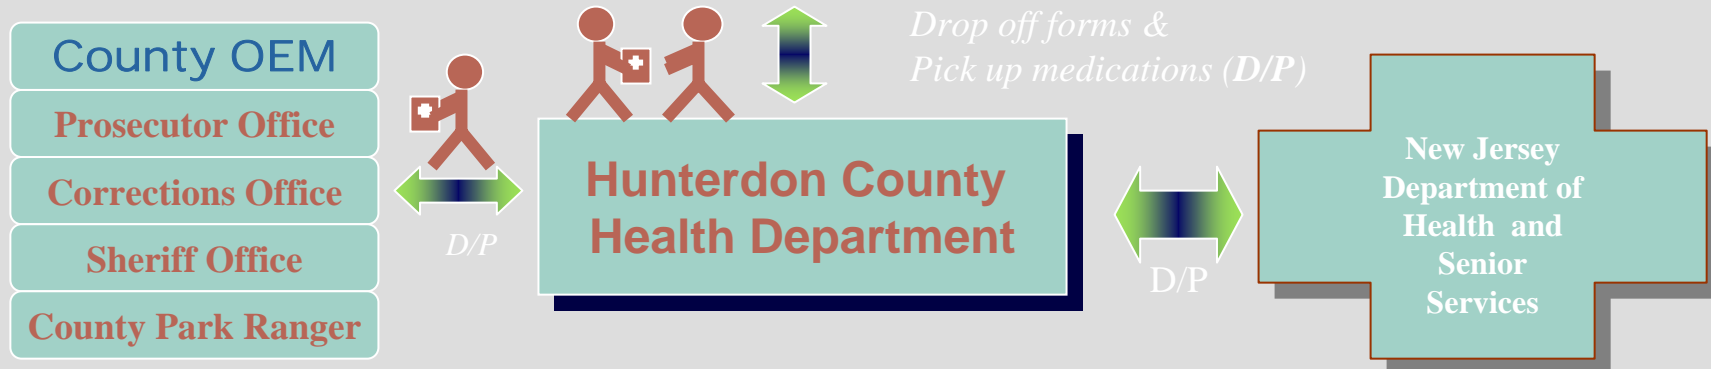 County OEM
Prosecutor Office
Corrections Office
Sheriff Office
County Park Ranger
D/P
Drop off forms &
Pick up medications (D/P)
Hunterdon County
Health Department
D/P
New Jersey
Department of
Health and
Senior
Services